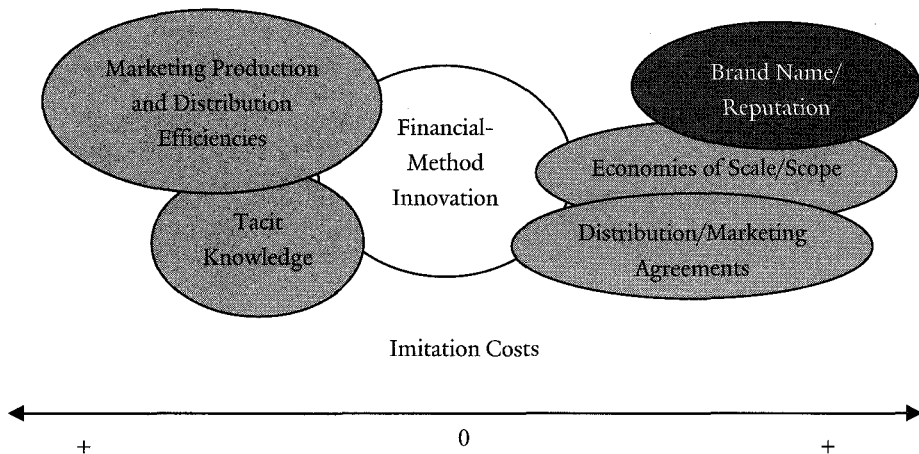 Marketing Production
and Distribution
Efficiencies
Tacit
Knowledge
Financial-
Method
Innovation
Brand Name/
Reputation
Economies of Scale/Scope
Distribution/Marketing
Agreements
Imitation Costs
+
0
+